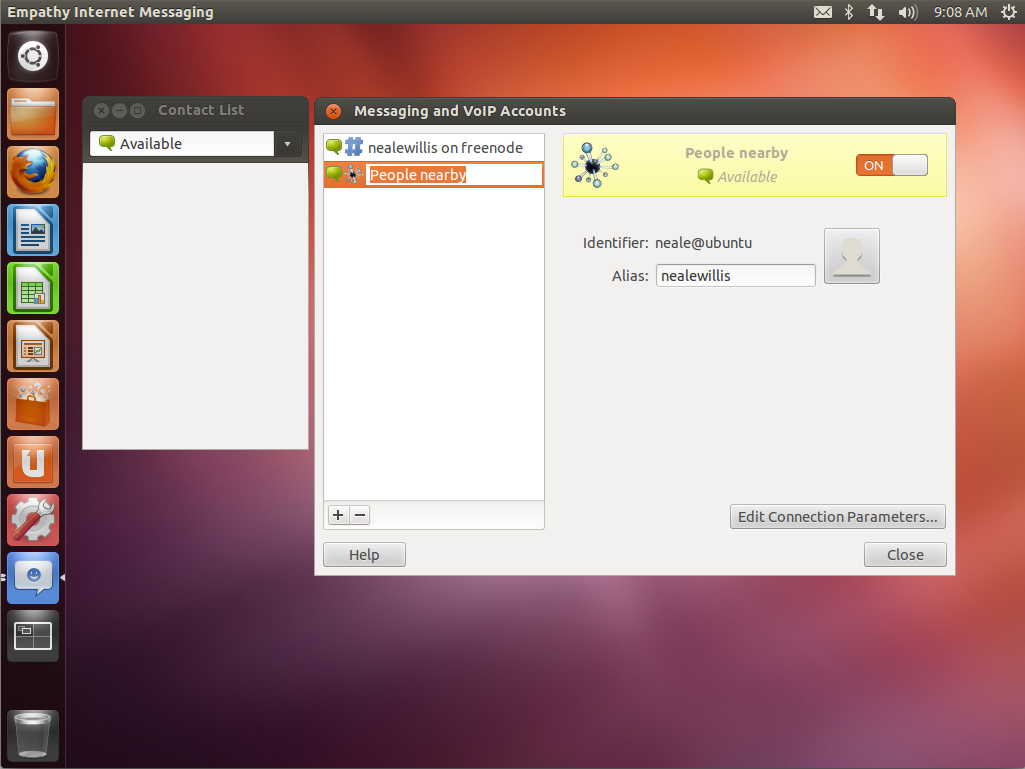 Empathy Internet Messaging
9:08 AM
Contact List
Available
Messaging and VoIP Accounts
nealewillis on freenode
People nearby
People nearby
Available
ON
Identifier: neale@ubuntu
Alias: nealewillis
Edit Connection Parameters...
Help
Close